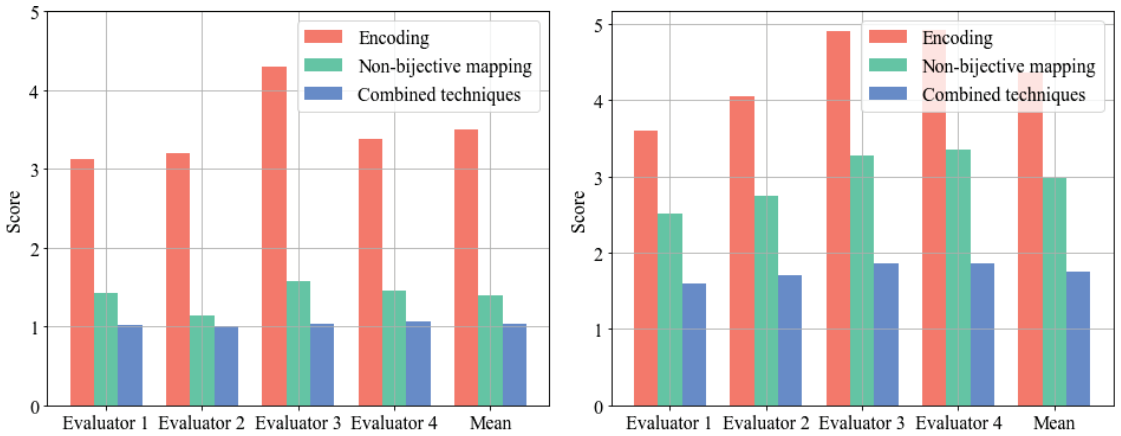 5
4
3
2
1
0
Score
Encoding
Non-bijective mapping
Combined techniques
Evaluator 1 Evaluator 2 Evaluator 3 Evaluator 4 Mean
5
4
3
2
1
0
Score
Encoding
Non-bijective mapping
Combined techniques
Evaluator 1 Evaluator 2 Evaluator 3 Evaluator 4 Mean